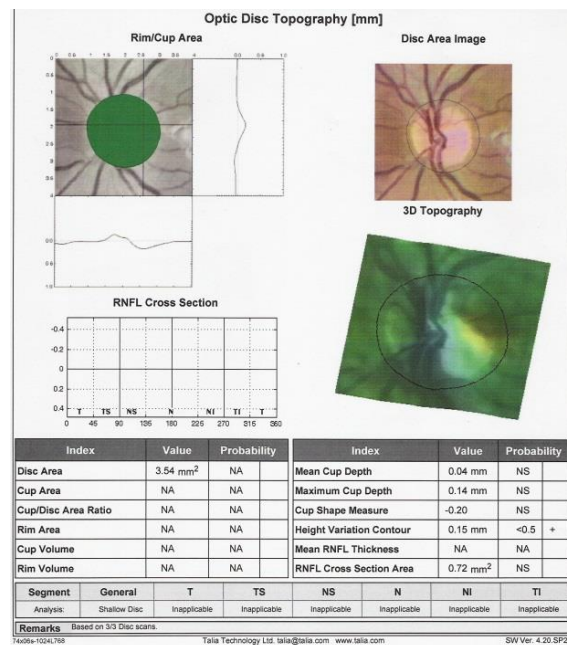 Optic Disc Topography [mm]
Rim/Cup Area
Disc Area Image
3D Topography
RNFL Cross Section
-0.4
-0.2
0
0.2
0.4
T TS NS N NI TI T
0 45 90 135 180 225 270 315 360
Index Value Probability
Disc Area 3.54 mm² NA
Cup Area NA NA
Cup/Disc Area Ratio NA NA
Rim Area NA NA
Cup Volume NA NA
Rim Volume NA NA
Index Value Probability
Mean Cup Depth 0.04 mm NS
Maximum Cup Depth 0.14 mm NS
Cup Shape Measure -0.20 NS
Height Variation Contour 0.15 mm <0.5 +
Mean RNFL Thickness NA NA
RNFL Cross Section Area 0.72 mm² NS
Segment General T TS NS N NI TI
Analysis: Shallow Disc Inapplicable Inapplicable Inapplicable Inapplicable Inapplicable Inapplicable
Remarks Based on 3/3 Disc scans.
Talia Technology Ltd. talia@talia.com www.talia.com
SW Ver. 4.20.SP2